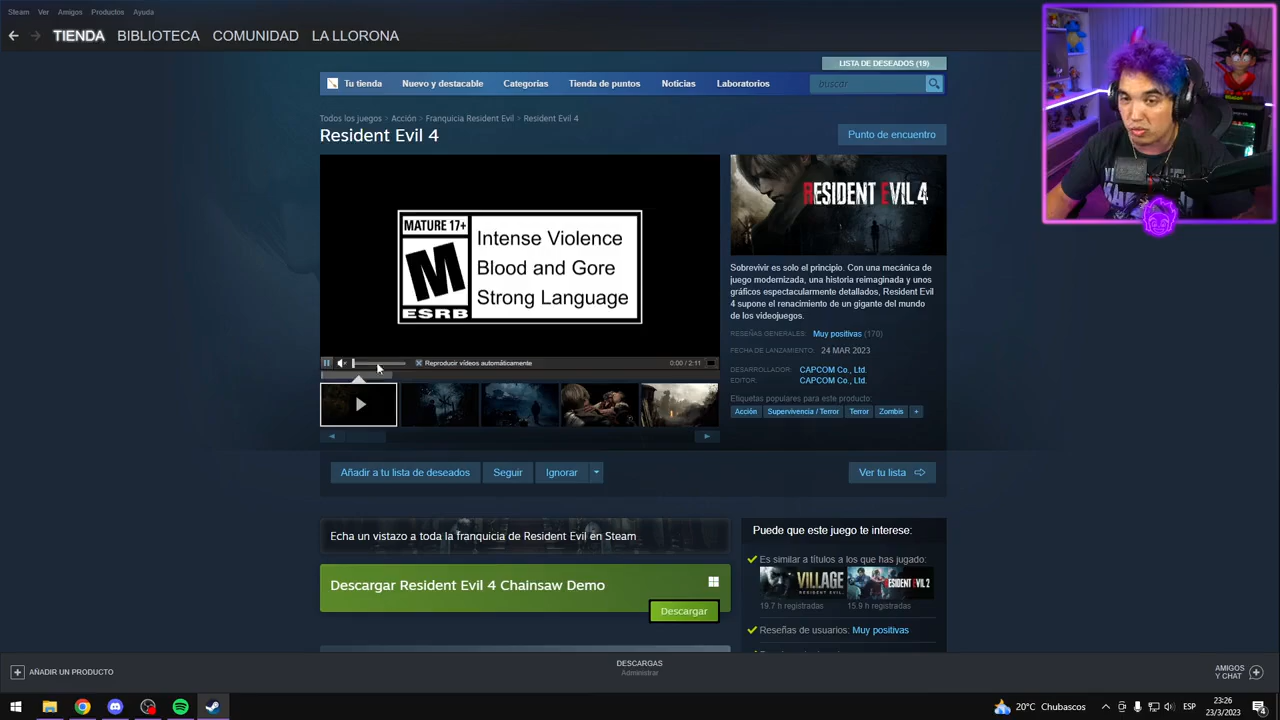 Steam Ver Amigos Productos Ayuda
TIENDA BIBLIOTECA COMUNIDAD LA LLORONA
LISTA DE DESEADOS (19)
Tu tienda Nuevo y destacable Categorías Tienda de puntos Noticias Laboratorios buscar
Todos los juegos > Acción > Franquicia Resident Evil > Resident Evil 4
Resident Evil 4
Punto de encuentro
MATURE 17+
M
ESRB
Intense Violence
Blood and Gore
Strong Language
Reproducir vídeos automáticamente 0:00 / 2:11
RESIDENT EVIL 4
Sobrevivir es solo el principio. Con una mecánica de
juego modernizada, una historia reimaginada y unos
gráficos espectacularmente detallados, Resident Evil
4 supone el renacimiento de un gigante del mundo
de los videojuegos.
RESEÑAS GENERALES: Muy positivas (170)
FECHA DE LANZAMIENTO: 24 MAR 2023
DESARROLLADOR: CAPCOM Co., Ltd.
EDITOR: CAPCOM Co., Ltd.
Etiquetas populares para este producto:
Acción Supervivencia / Terror Terror Zombis +
Añadir a tu lista de deseados Seguir Ignorar Ver tu lista
Echa un vistazo a toda la franquicia de Resident Evil en Steam
Descargar Resident Evil 4 Chainsaw Demo
Descargar
Puede que este juego te interese:
Es similar a títulos a los que has jugado:
VILLAGE
RESIDENT EVIL
RESIDENT EVIL 2
19.7 h registradas 15.9 h registradas
Reseñas de usuarios: Muy positivas
AÑADIR UN PRODUCTO
DESCARGAS
Administrar
AMIGOS
Y CHAT
20°C Chubascos
ESP
23:26
23/3/2023